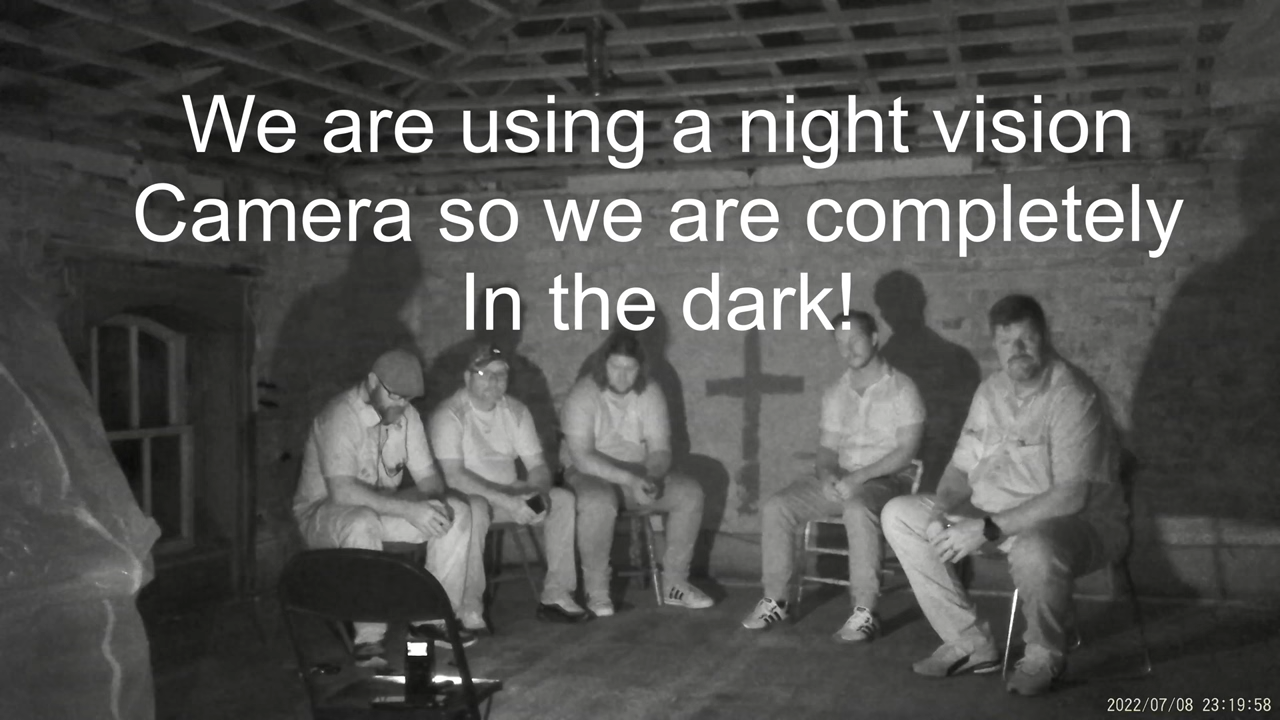 We are using a night vision
Camera so we are completely
In the dark!
2022/07/08 23:19:58